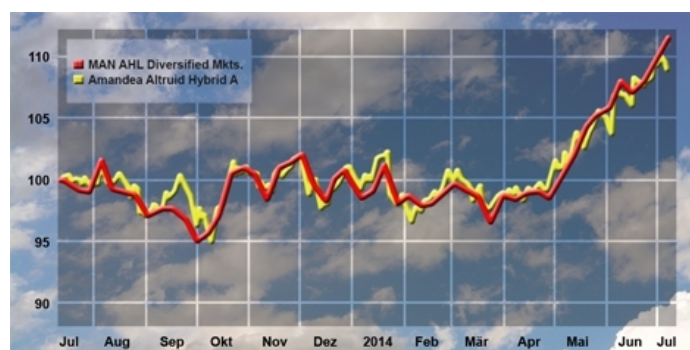 110
MAN AHL Diversified Mkts.
Amandea Altruid Hybrid A
105
100
95
90
Jul Aug Sep Okt Nov Dez 2014 Feb Mär Apr Mai Jun Jul